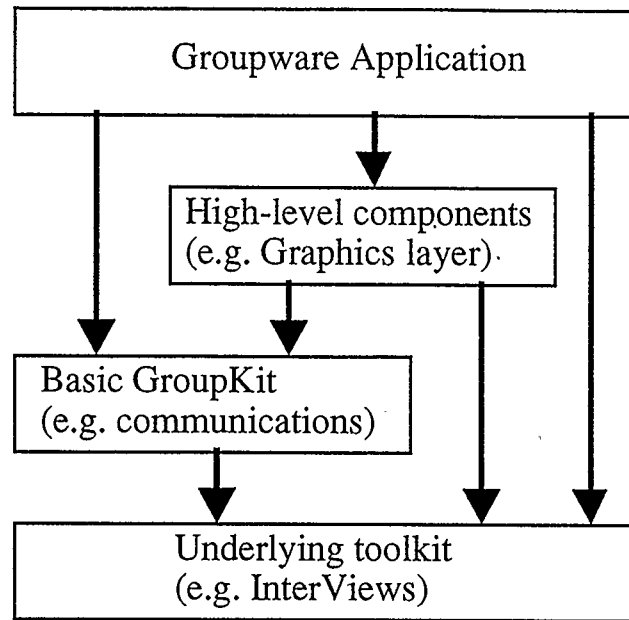 Groupware Application
High-level components
(e.g. Graphics layer)
Basic GroupKit
(e.g. communications)
Underlying toolkit
(e.g. InterViews)